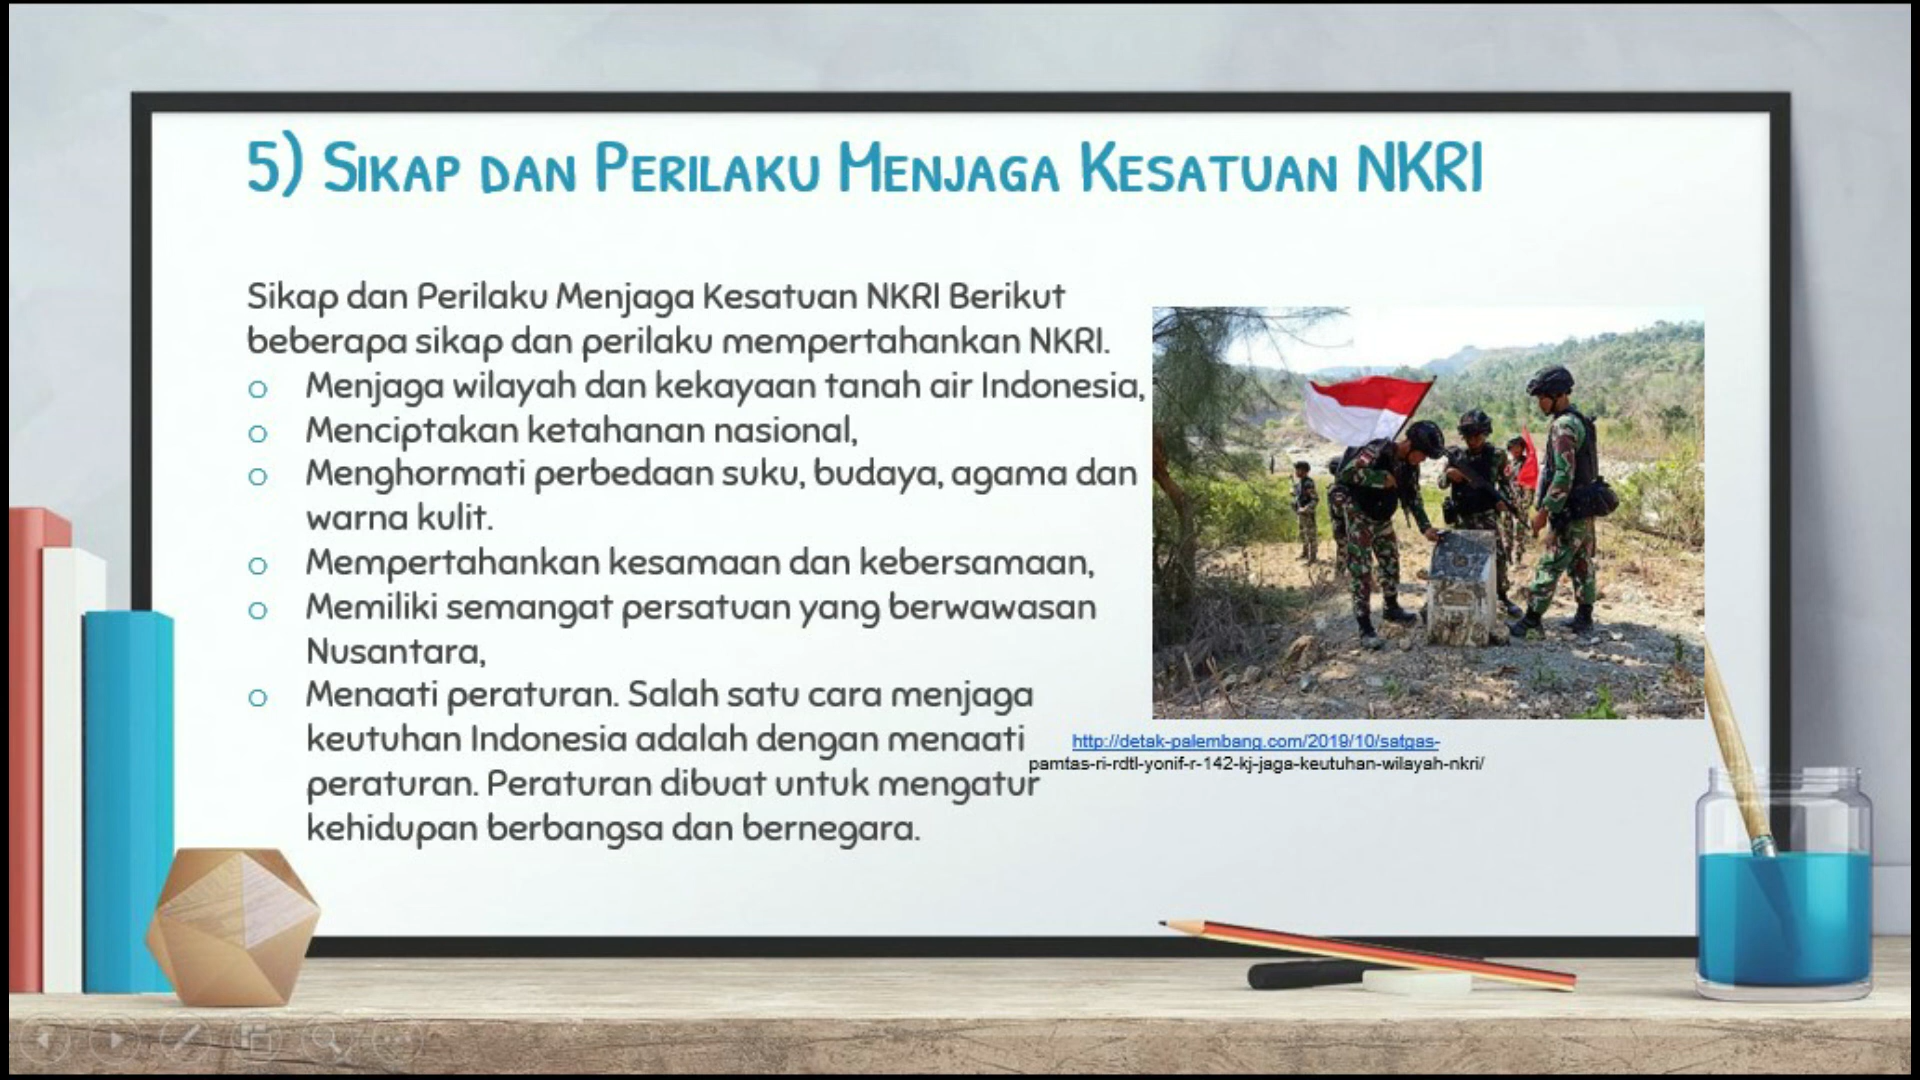 5) Sikap dan Perilaku Menjaga Kesatuan NKRI
Sikap dan Perilaku Menjaga Kesatuan NKRI Berikut
beberapa sikap dan perilaku mempertahankan NKRI.
o Menjaga wilayah dan kekayaan tanah air Indonesia,
o Menciptakan ketahanan nasional,
o Menghormati perbedaan suku, budaya, agama dan
warna kulit.
o Mempertahankan kesamaan dan kebersamaan,
o Memiliki semangat persatuan yang berwawasan
Nusantara,
o Menaati peraturan. Salah satu cara menjaga
keutuhan Indonesia adalah dengan menaati
peraturan. Peraturan dibuat untuk mengatur
kehidupan berbangsa dan bernegara.
http://detak-palembang.com/2019/10/satgas-
pamtas-ri-rdtl-yonif-r-142-kj-jaga-keutuhan-wilayah-nkri/